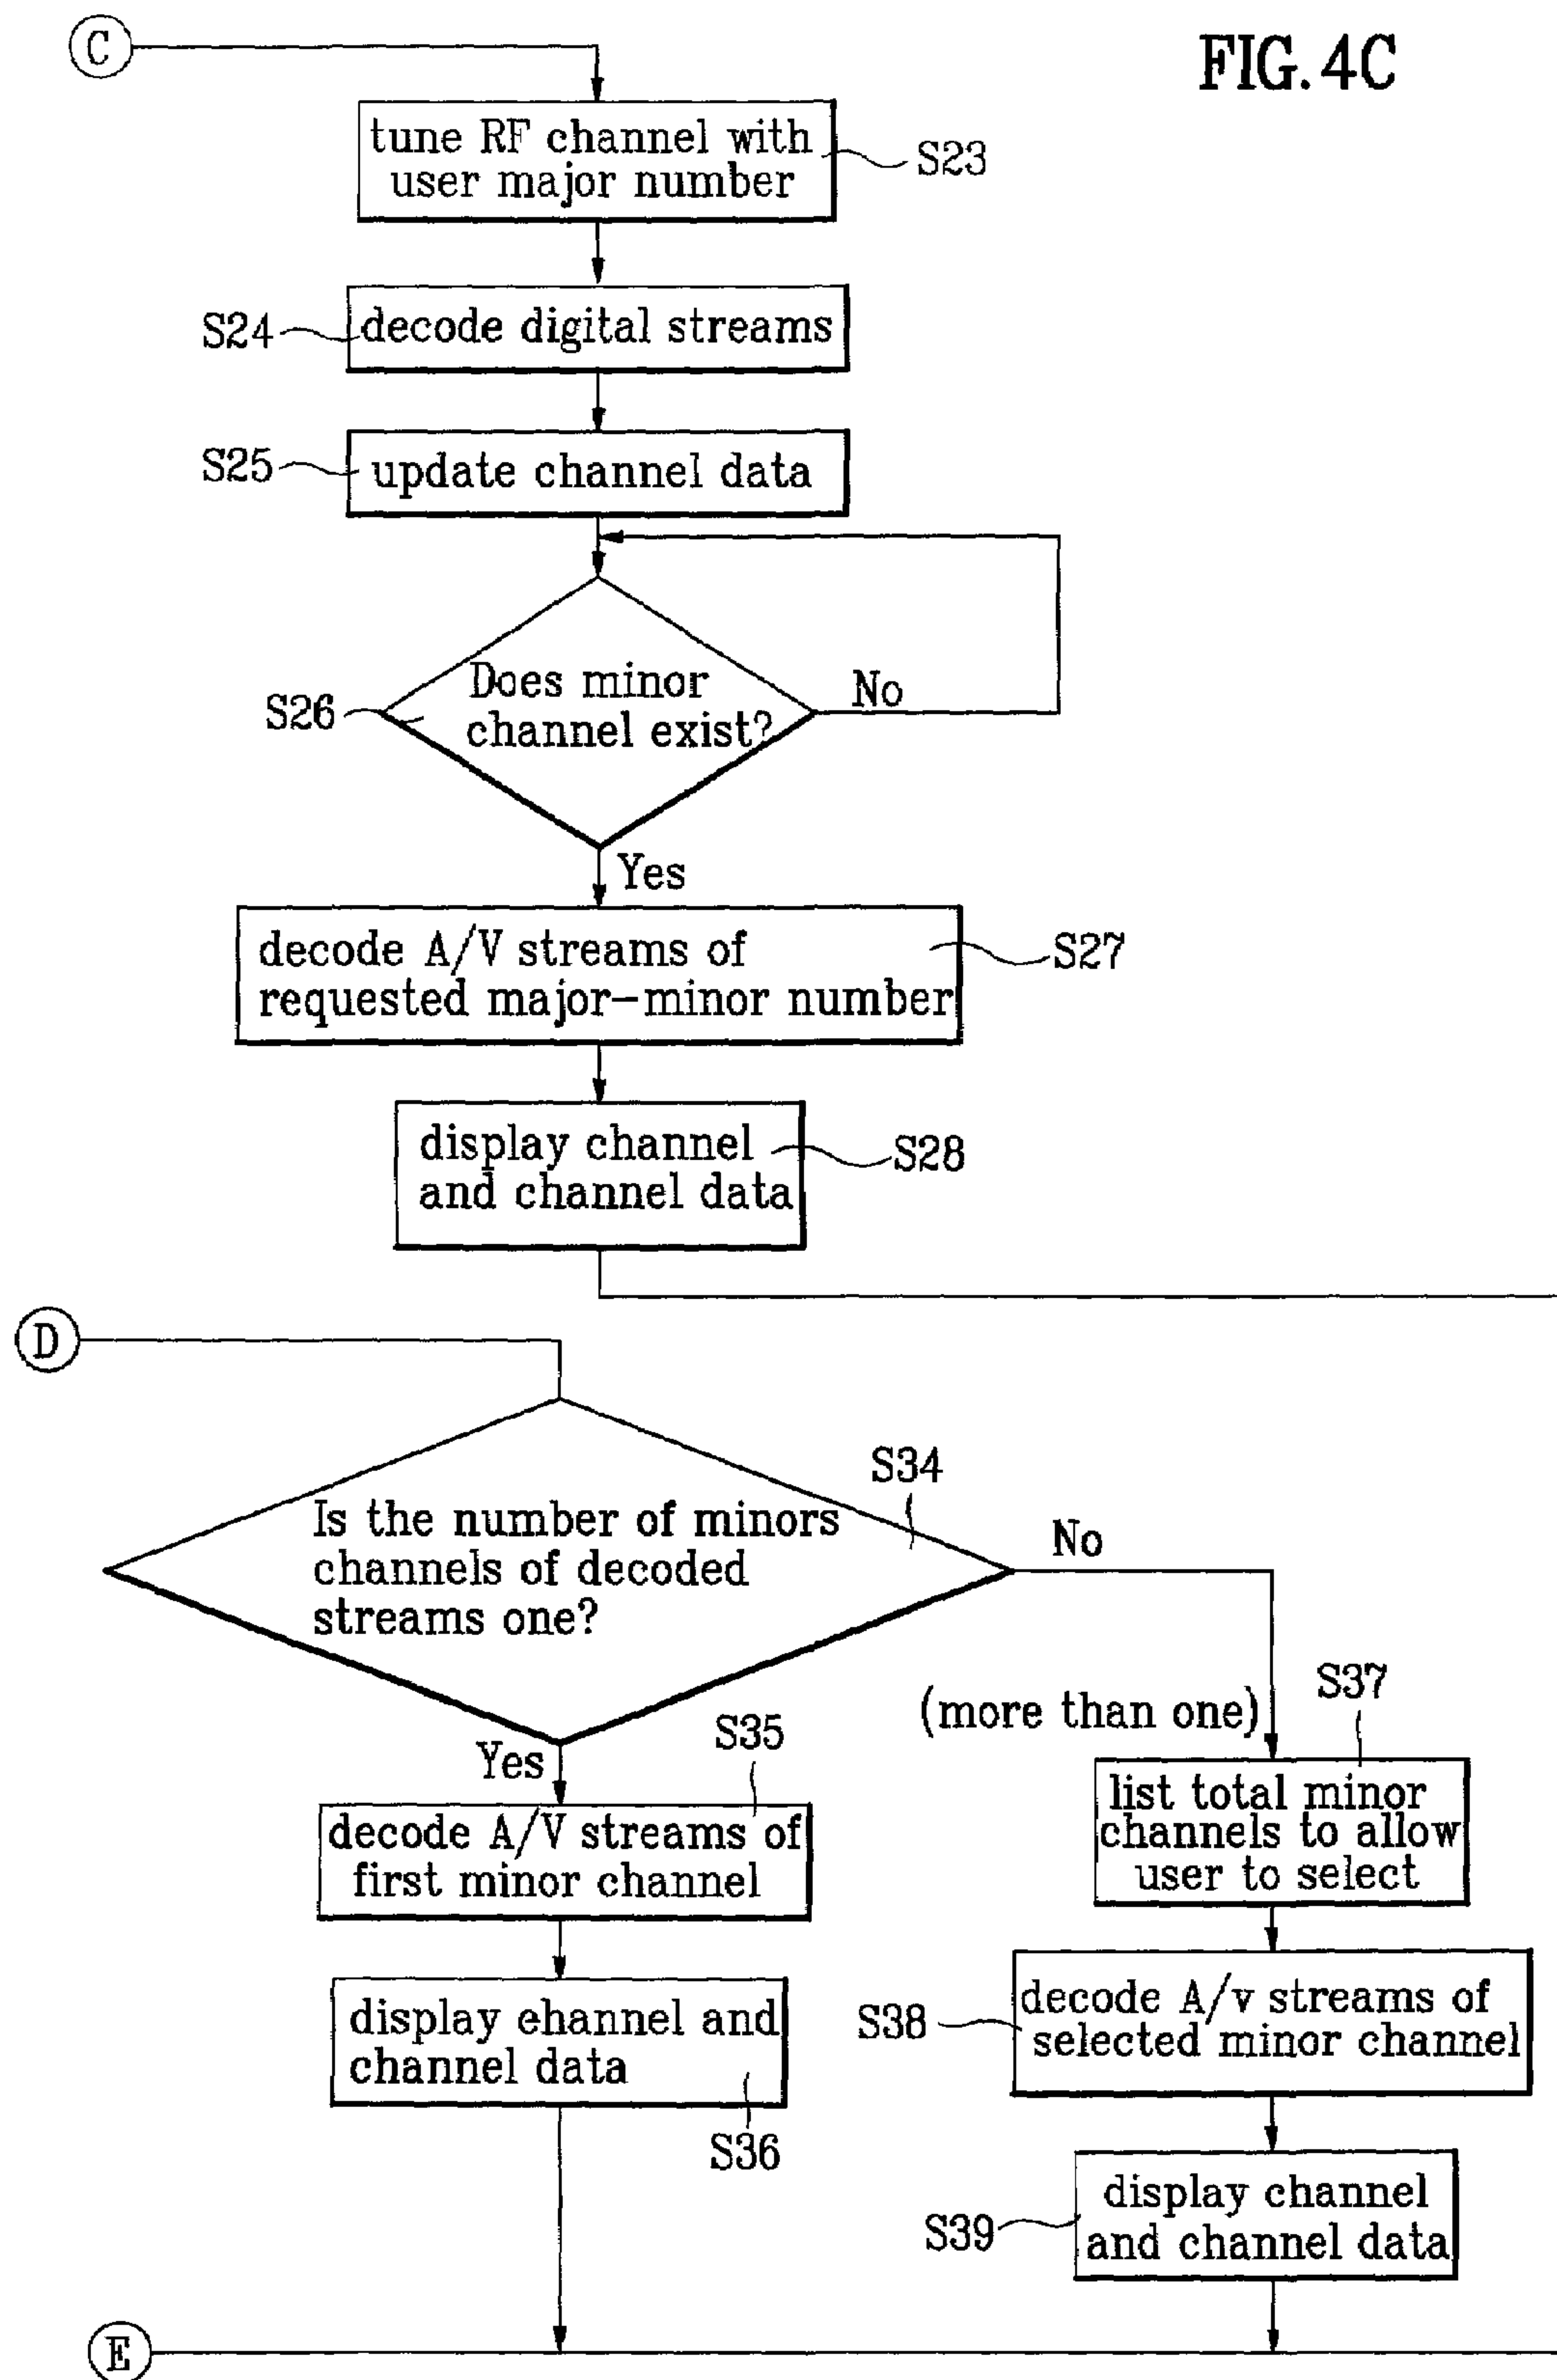 C
FIG. 4C
tune RF channel with
user major number
S23
S24
decode digital streams
S25
update channel data
S26
Does minor
channel exist?
No
Yes
decode A/V streams of
requested major-minor number
S27
display channel
and channel data
S28
D
S34
Is the number of minors
channels of decoded
streams one?
No
(more than one)
S37
Yes
S35
list total minor
channels to allow
user to select
decode A/V streams of
first minor channel
S38
decode A/v streams of
selected minor channel
display ehannel and
channel data
S36
S39
display channel
and channel data
E